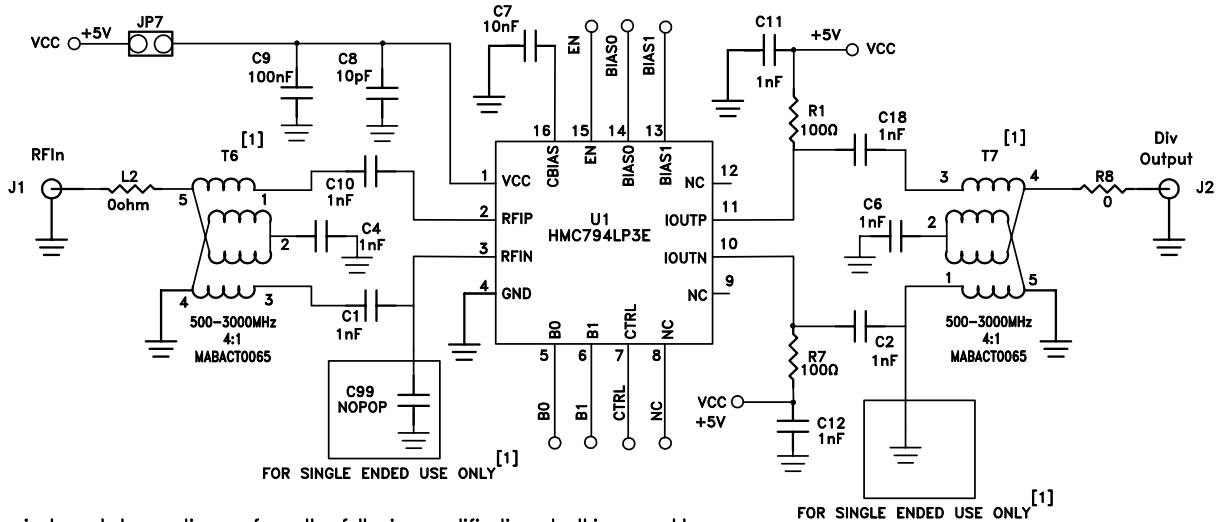 VCC
+5V
JP7
C9
100nF
C8
10pF
C7
10nF
EN
BIAS0
BIAS1
C11
1nF
+5V
VCC
R1
100Ω
C18
1nF
16
15
14
13
CBIAS
EN
BIAS0
BIAS1
RFIn
J1
L2
0ohm
T6
[1]
5
1
2
4
3
500-3000MHz
4:1
MABACT0065
C10
1nF
C4
1nF
C1
1nF
1
VCC
2
RFIP
3
RFIN
4
GND
U1
HMC794LP3E
NC
12
IOUTP
11
IOUTN
10
NC
9
B0
B1
CTRL
NC
5
6
7
8
B0
B1
CTRL
NC
C99
NOPOP
FOR SINGLE ENDED USE ONLY [1]
T7
[1]
3
4
2
1
5
500-3000MHz
4:1
MABACT0065
C6
1nF
C2
1nF
R8
0
Div
Output
J2
R7
100Ω
VCC
+5V
C12
1nF
FOR SINGLE ENDED USE ONLY [1]